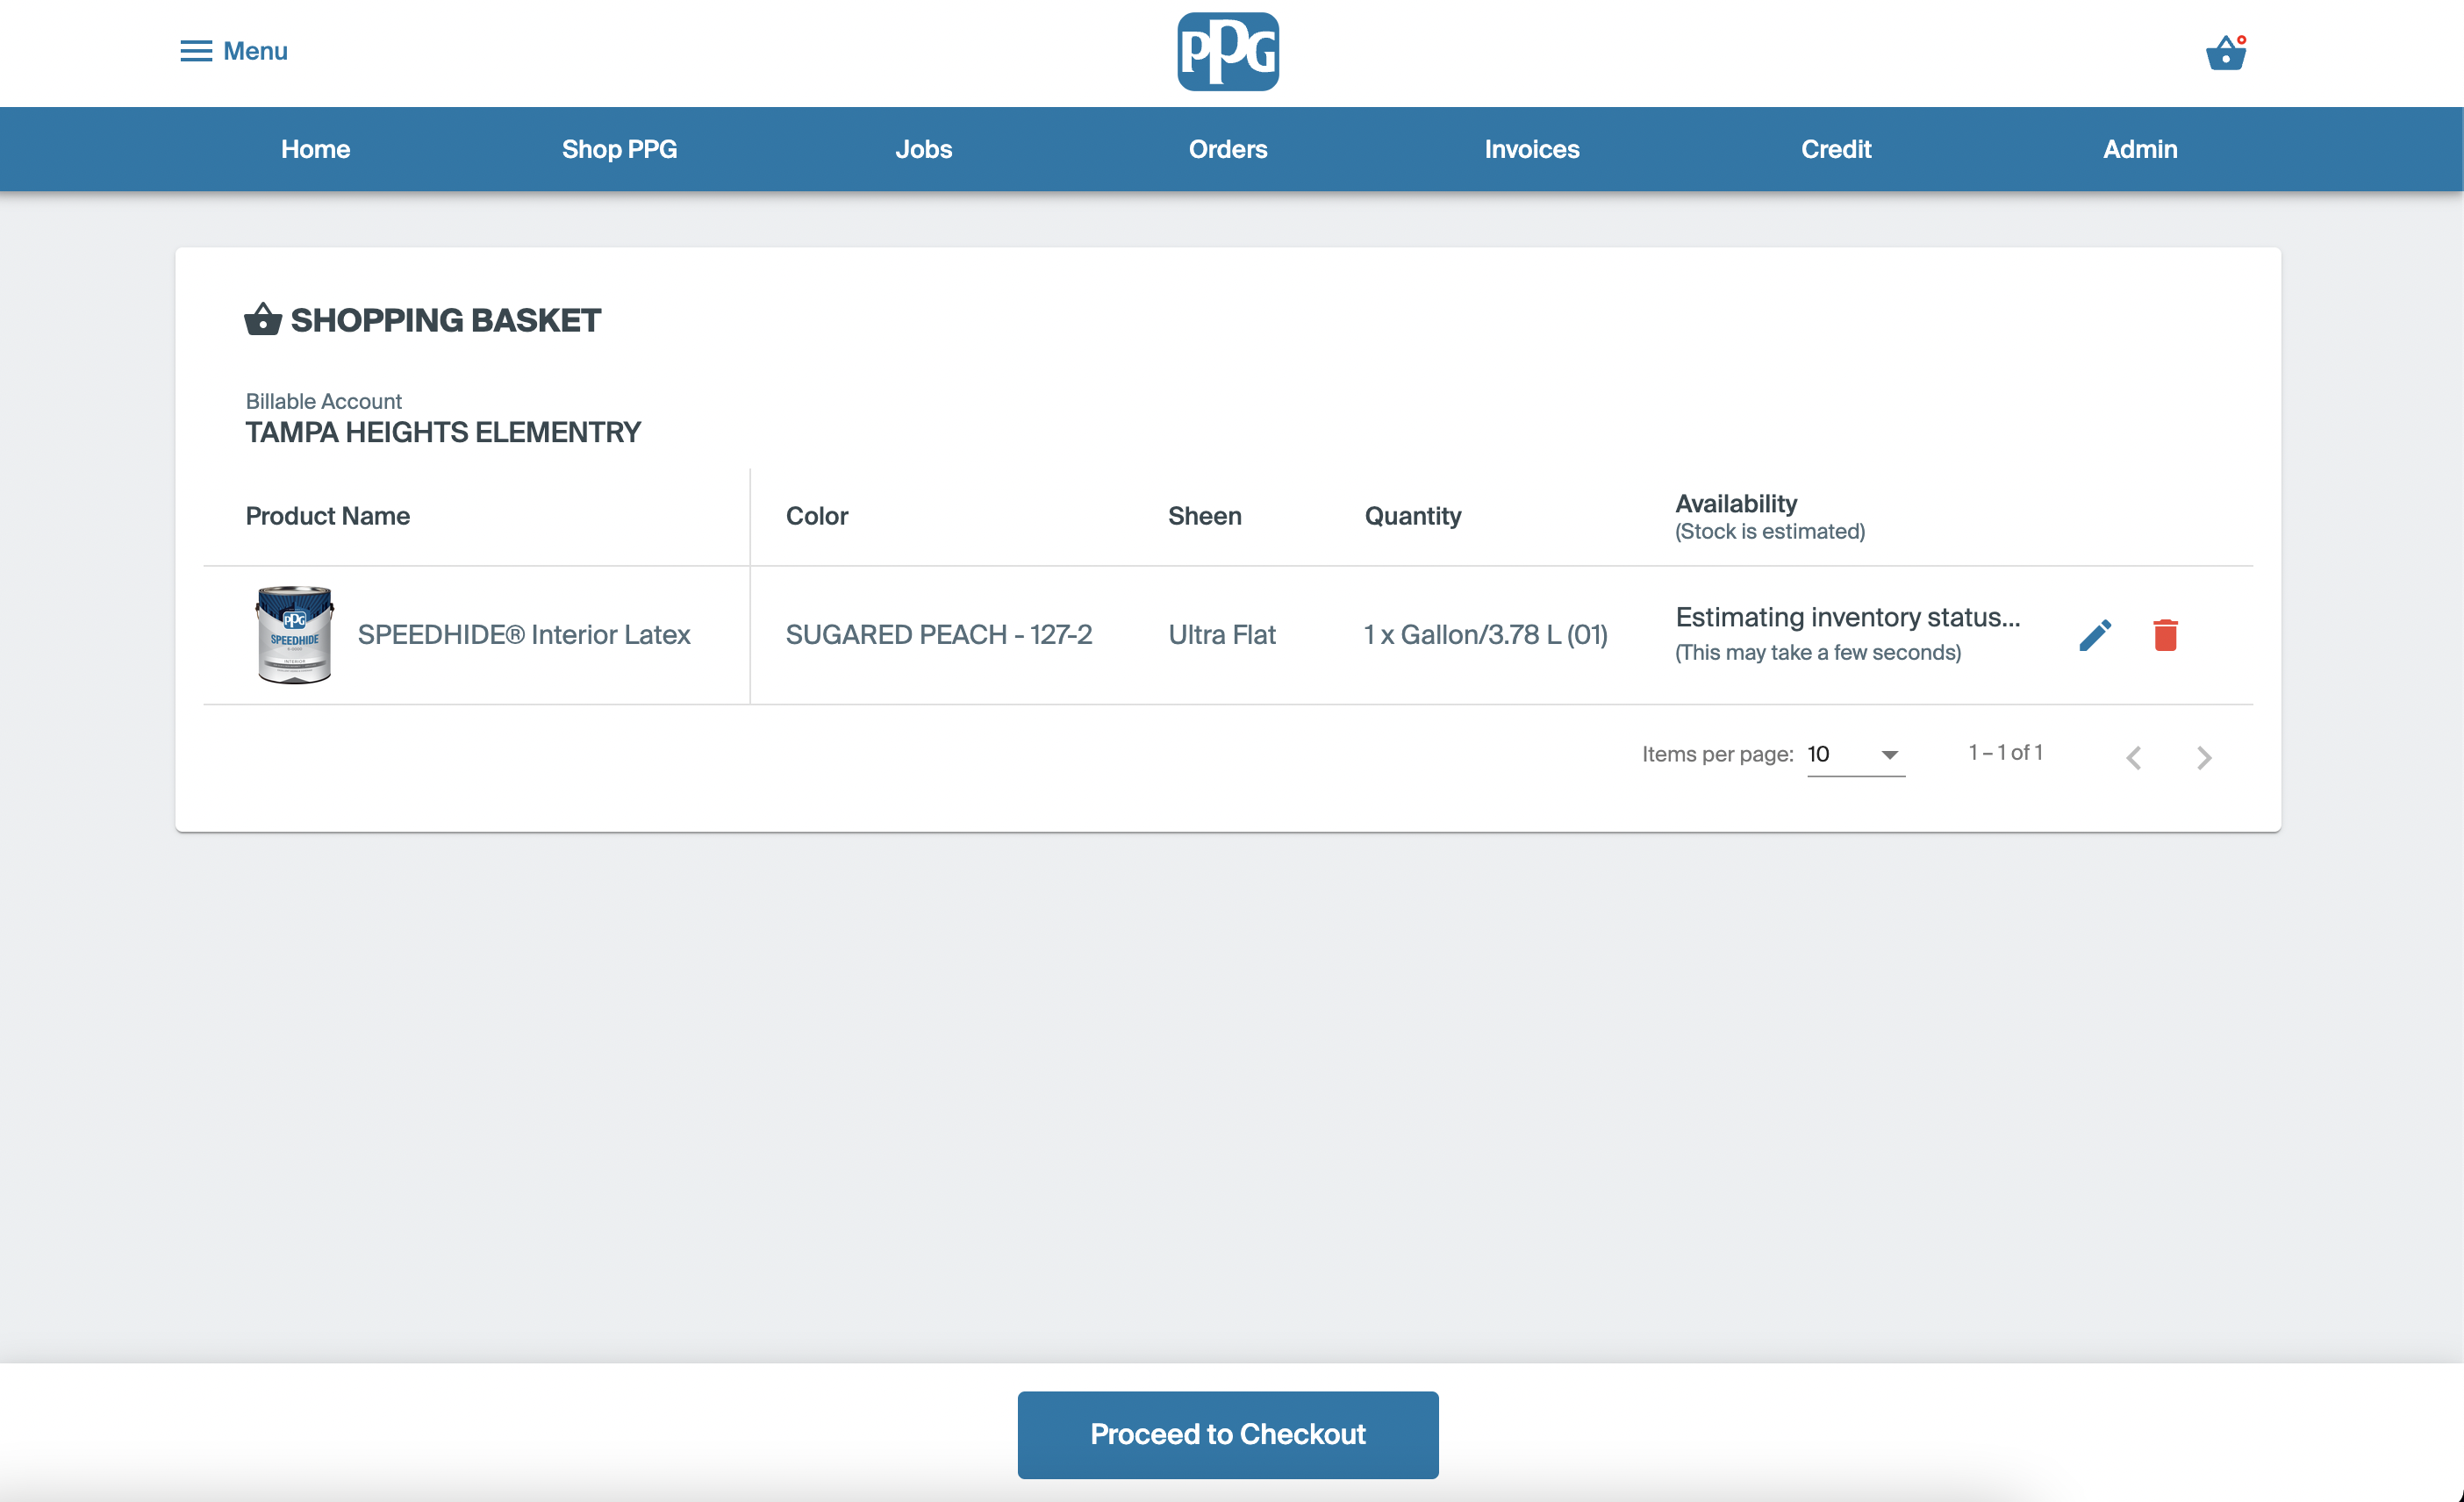 Menu
PPG
Home Shop PPG Jobs Orders Invoices Credit Admin
SHOPPING BASKET
Billable Account
TAMPA HEIGHTS ELEMENTRY
Product Name Color Sheen Quantity Availability
(Stock is estimated)
PPG
SPEEDHIDE
INTERIOR
SPEEDHIDE® Interior Latex SUGARED PEACH - 127-2 Ultra Flat 1 x Gallon/3.78 L (01) Estimating inventory status...
(This may take a few seconds)
Items per page: 10 1 – 1 of 1
Proceed to Checkout